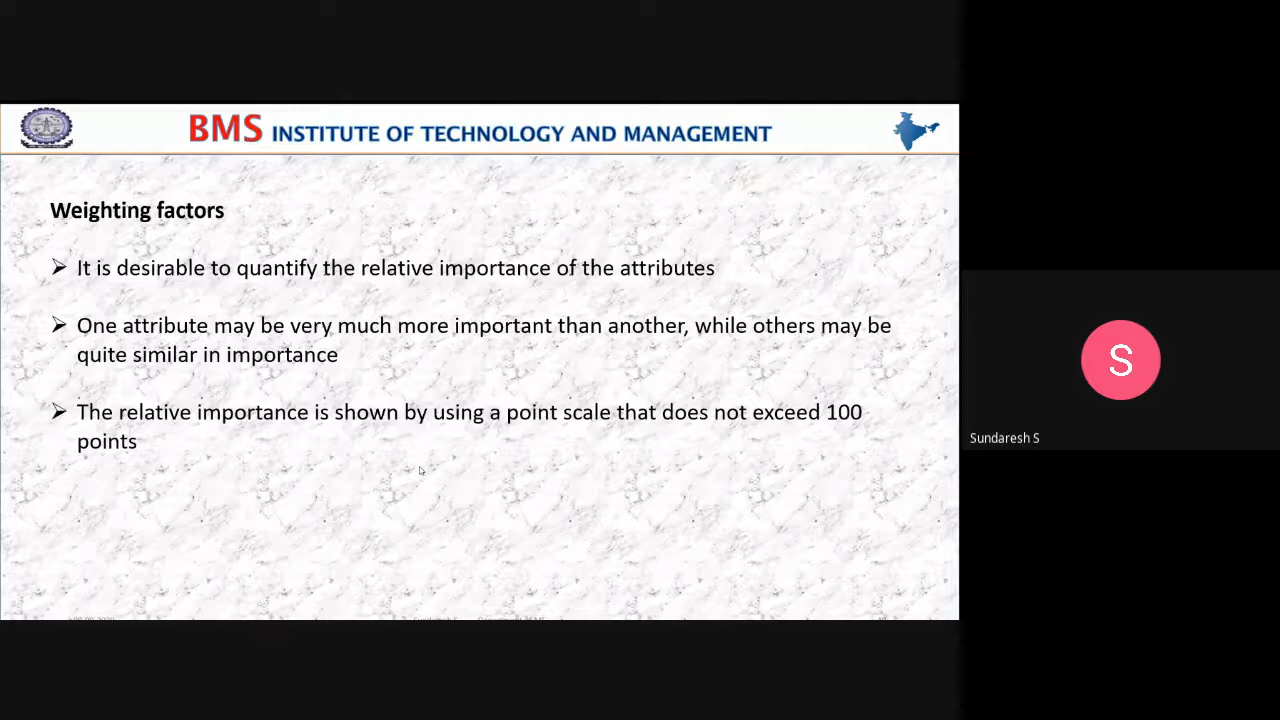 BMS INSTITUTE OF TECHNOLOGY AND MANAGEMENT
Weighting factors
➢ It is desirable to quantify the relative importance of the attributes
➢ One attribute may be very much more important than another, while others may be
quite similar in importance
➢ The relative importance is shown by using a point scale that does not exceed 100
points
S
Sundaresh S